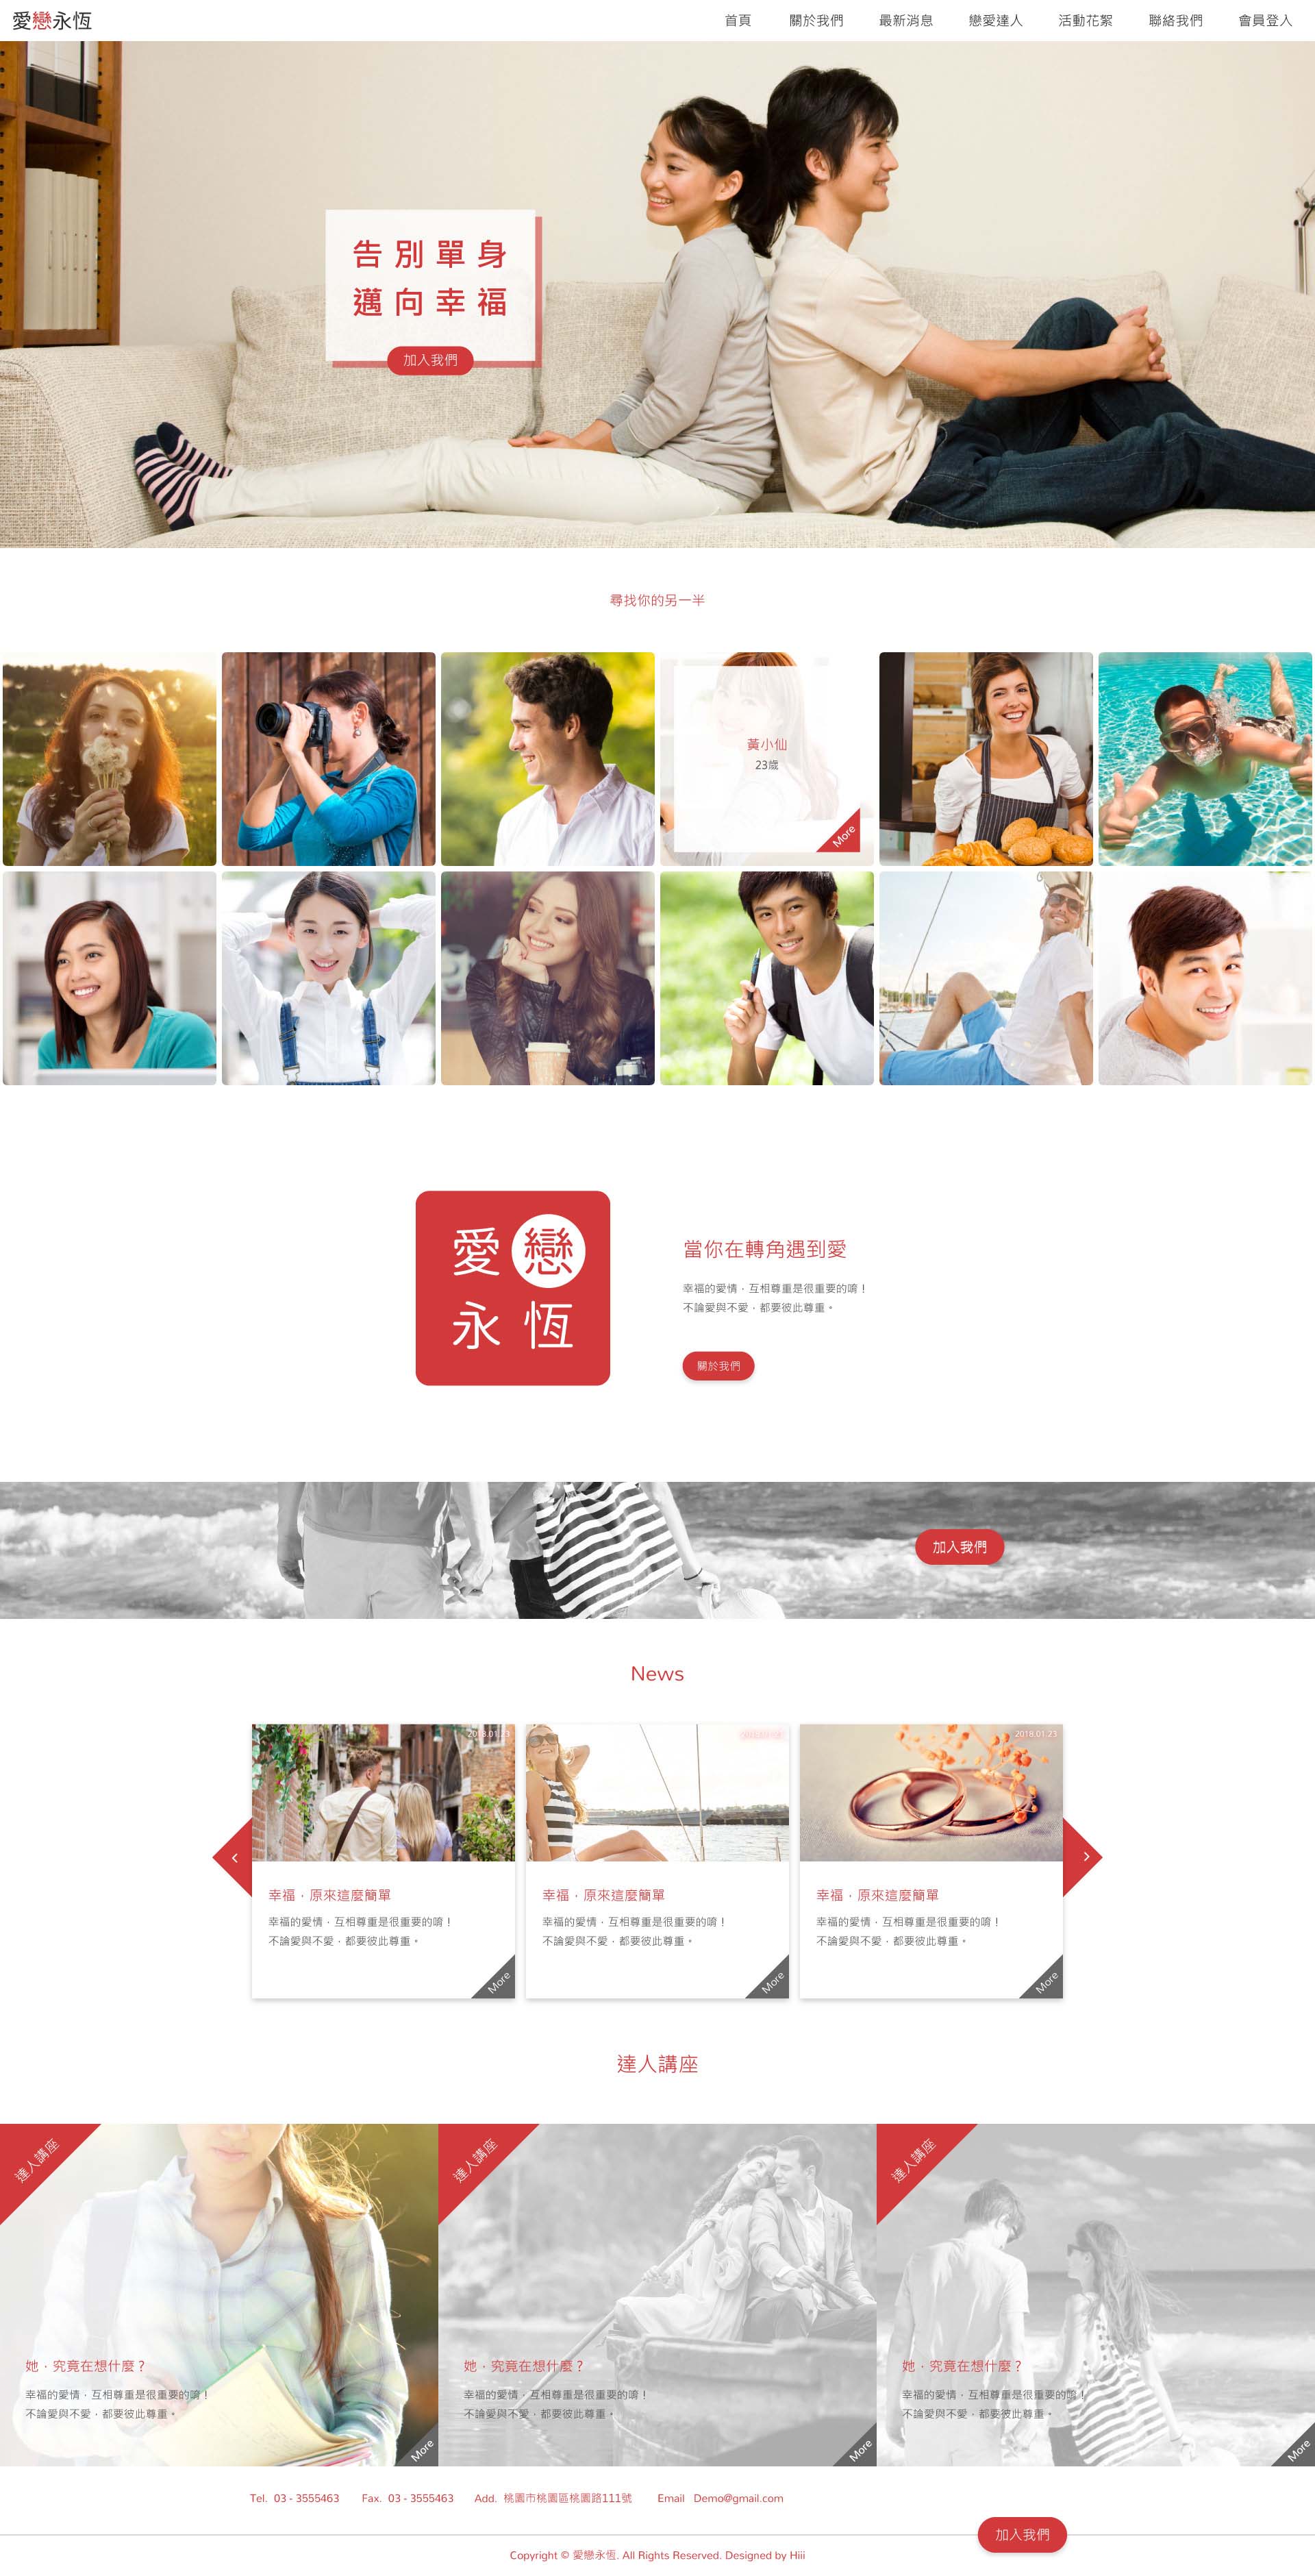 愛戀永恆
首頁 關於我們 最新消息 戀愛達人 活動花絮 聯絡我們 會員登入
告別單身
邁向幸福
加入我們
尋找你的另一半
黃小仙
23歲
More
愛戀
永恆
當你在轉角遇到愛
幸福的愛情，互相尊重是很重要的唷！
不論愛與不愛，都要彼此尊重。
關於我們
加入我們
News
2018.01.23
幸福，原來這麼簡單
幸福的愛情，互相尊重是很重要的唷！
不論愛與不愛，都要彼此尊重。
More
2018.01.23
幸福，原來這麼簡單
幸福的愛情，互相尊重是很重要的唷！
不論愛與不愛，都要彼此尊重。
More
2018.01.23
幸福，原來這麼簡單
幸福的愛情，互相尊重是很重要的唷！
不論愛與不愛，都要彼此尊重。
More
達人講座
達人講座
她，究竟在想什麼？
幸福的愛情，互相尊重是很重要的唷！
不論愛與不愛，都要彼此尊重。
More
達人講座
她，究竟在想什麼？
幸福的愛情，互相尊重是很重要的唷！
不論愛與不愛，都要彼此尊重。
More
達人講座
她，究竟在想什麼？
幸福的愛情，互相尊重是很重要的唷！
不論愛與不愛，都要彼此尊重。
More
Tel. 03 - 3555463 Fax. 03 - 3555463 Add. 桃園市桃園區桃園路111號 Email Demo@gmail.com
加入我們
Copyright © 愛戀永恆. All Rights Reserved. Designed by Hiii